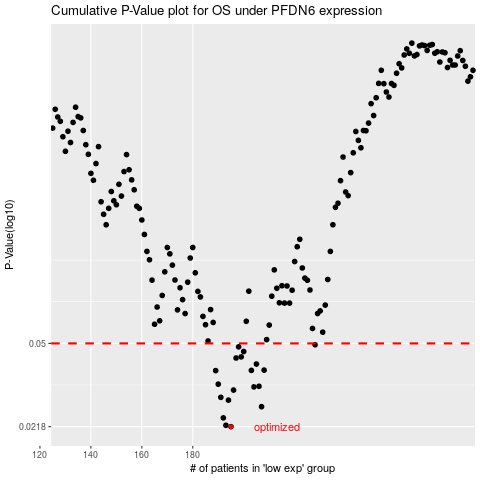 Cumulative P-Value plot for OS under PFDN6 expression
P-Value(log10)
0.05
0.0218
optimized
120 140 160 180
# of patients in 'low exp' group